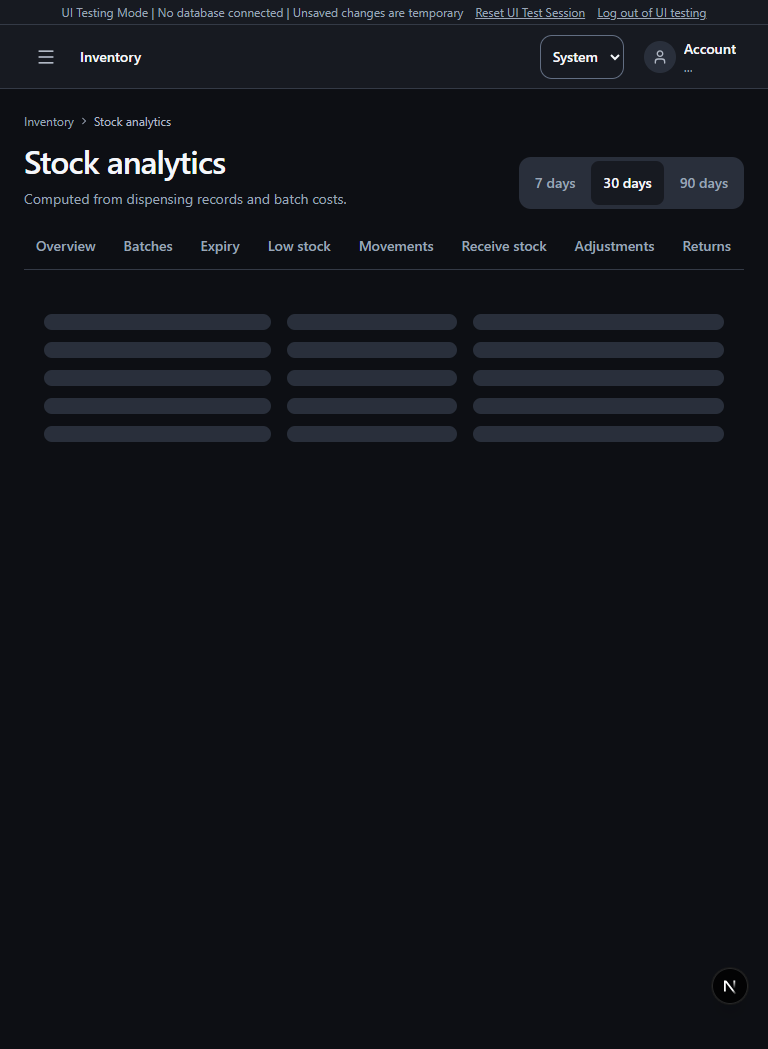 UI Testing Mode | No database connected | Unsaved changes are temporary Reset UI Test Session Log out of UI testing
Inventory
System
Account
...
Inventory > Stock analytics
Stock analytics
Computed from dispensing records and batch costs.
7 days 30 days 90 days
Overview Batches Expiry Low stock Movements Receive stock Adjustments Returns
N